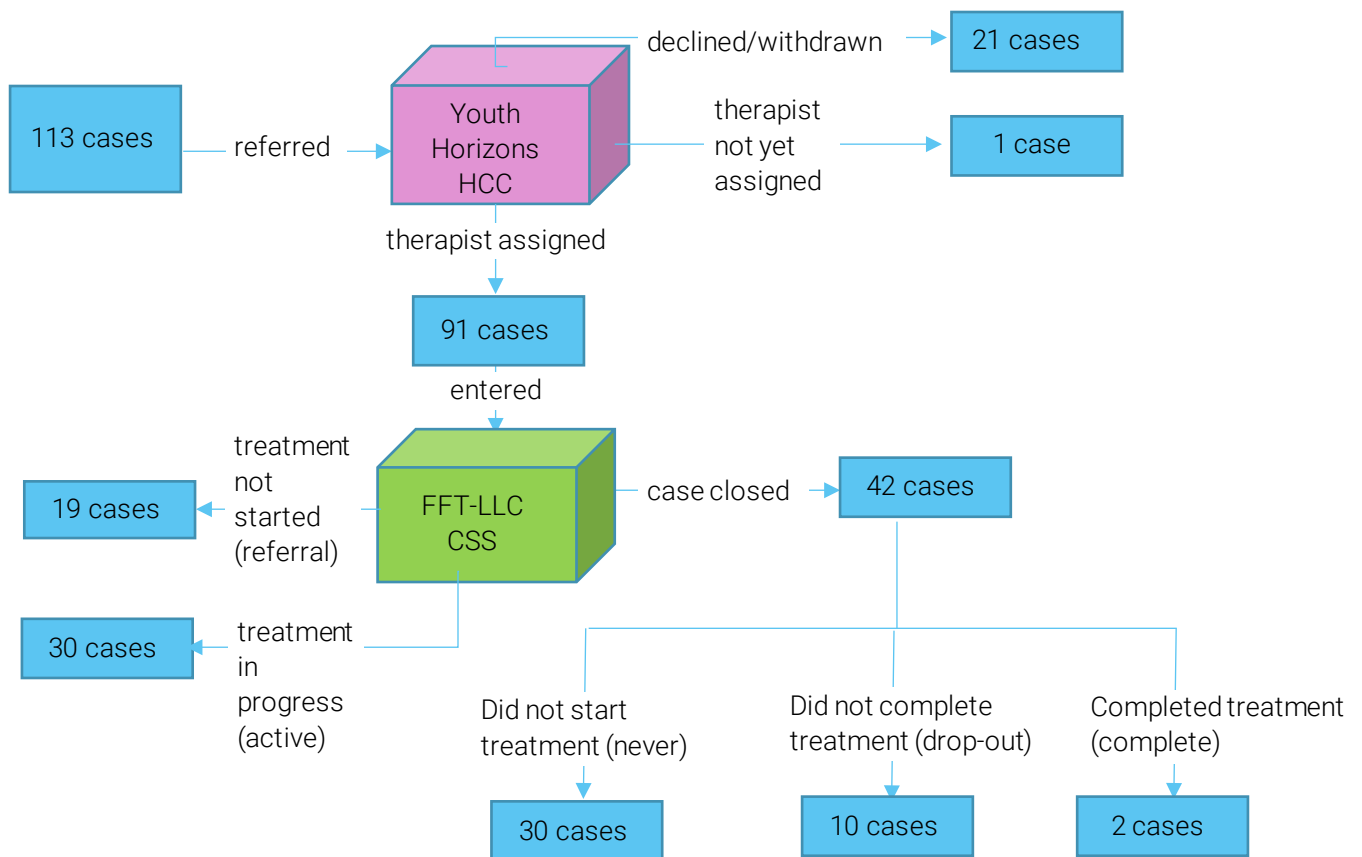 declined/withdrawn
21 cases
113 cases
referred
Youth
Horizons
HCC
therapist
not yet
assigned
1 case
therapist assigned
91 cases
entered
treatment
not
started
(referral)
19 cases
FFT-LLC
CSS
case closed
42 cases
30 cases
treatment
in
progress
(active)
Did not start
treatment (never)
Did not complete
treatment (drop-out)
Completed treatment
(complete)
30 cases
10 cases
2 cases